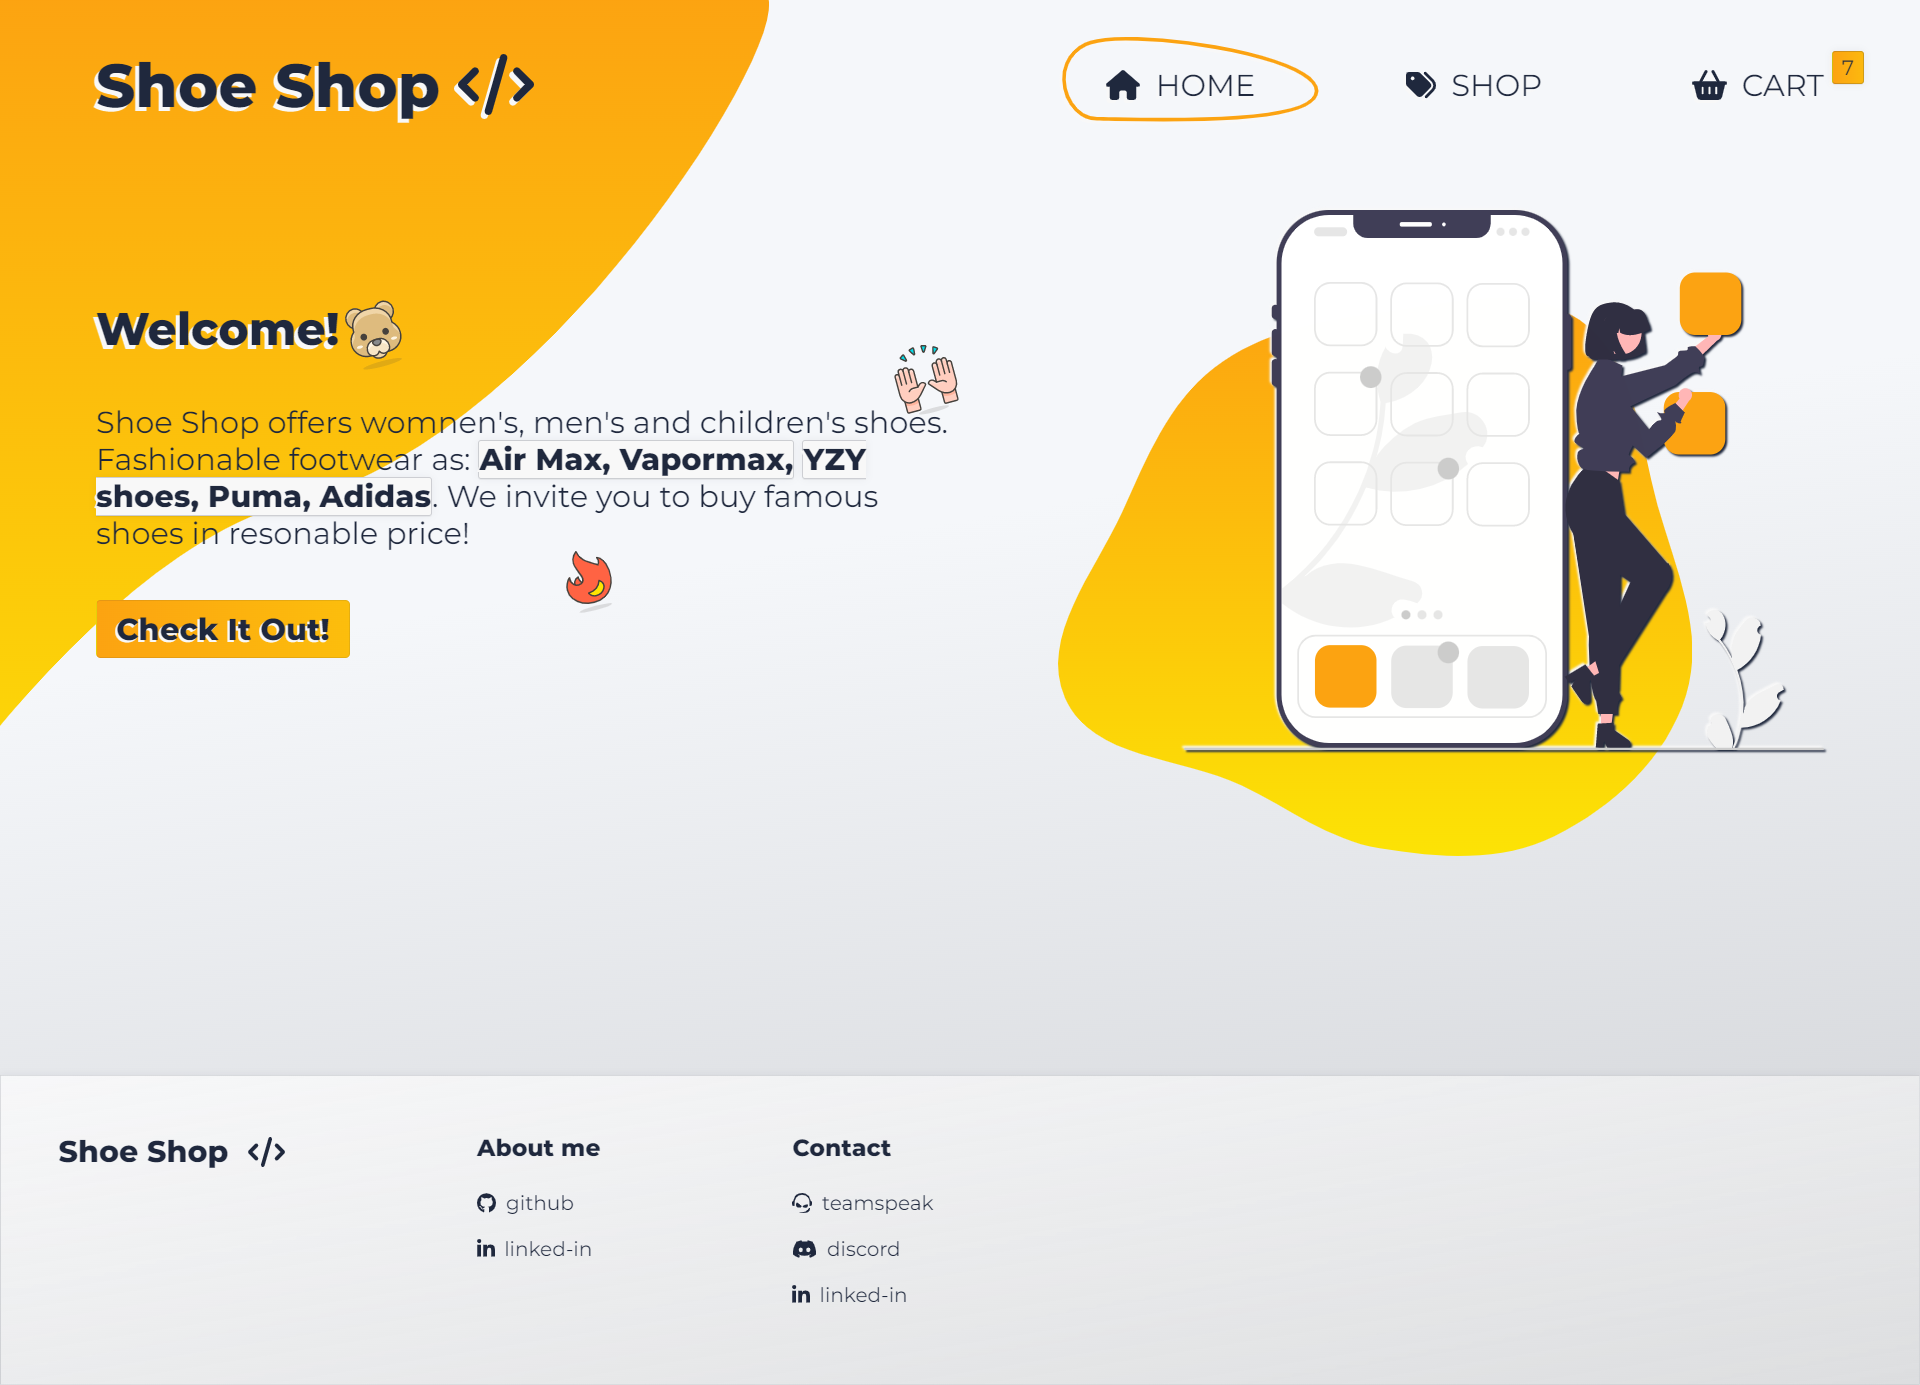 Shoe Shop </>
HOME
SHOP
CART 7
Welcome!
Shoe Shop offers womnen's, men's and children's shoes.
Fashionable footwear as: Air Max, Vapormax, YZY
shoes, Puma, Adidas. We invite you to buy famous
shoes in resonable price!
Check It Out!
Shoe Shop </>
About me
github
linked-in
Contact
teamspeak
discord
linked-in